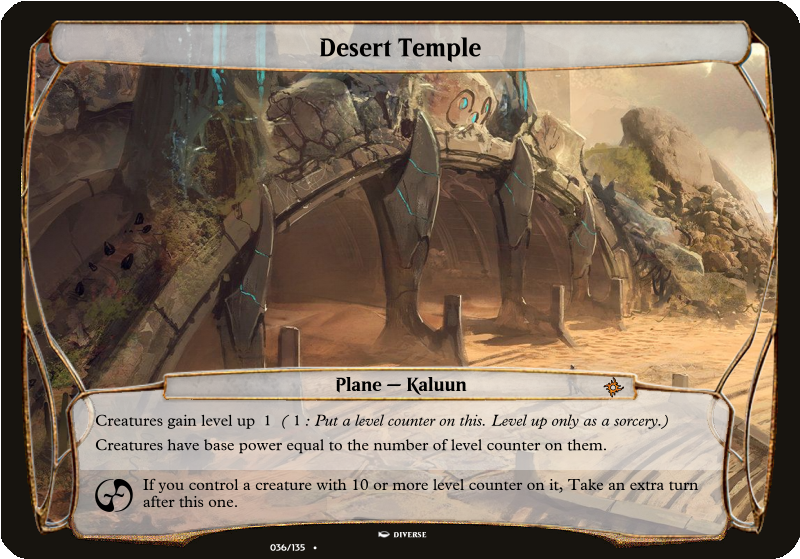 Desert Temple
Plane — Kaluun
Creatures gain level up 1 ( 1 : Put a level counter on this. Level up only as a sorcery.)
Creatures have base power equal to the number of level counter on them.
If you control a creature with 10 or more level counter on it, Take an extra turn
after this one.
DIVERSE
036/135 •